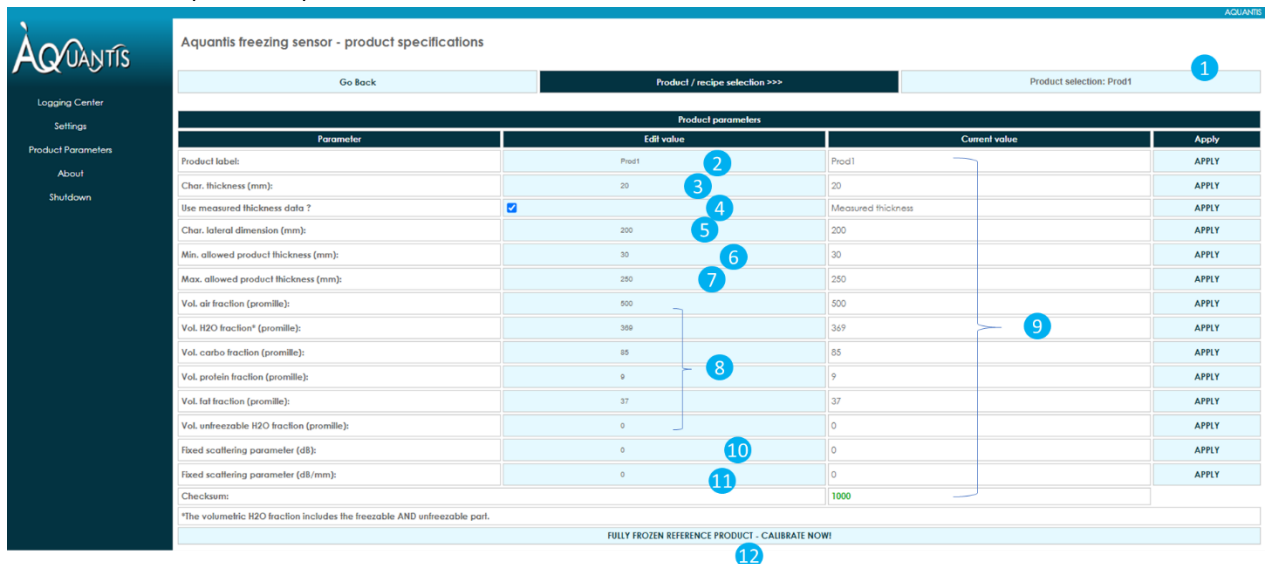 AQUANTIS
AQUANTIS
Aquantis freezing sensor - product specifications
1
Go Back Product / recipe selection >>> Product selection: Prod1
Logging Center
Settings
Product Parameters
About
Shutdown
Product parameters
Parameter Edit value Current value Apply
Product label: Prod1 2 Prod1 APPLY
Char. thickness (mm): 20 3 20 APPLY
Use measured thickness data ? 4 Measured thickness APPLY
Char. lateral dimension (mm): 200 5 200 APPLY
Min. allowed product thickness (mm): 30 6 30 APPLY
Max. allowed product thickness (mm): 250 7 250 APPLY
Vol. air fraction (promille): 500 500 APPLY
Vol. H2O fraction* (promille): 369 369 9 APPLY
Vol. carbo fraction (promille): 85 8 85 APPLY
Vol. protein fraction (promille): 9 9 APPLY
Vol. fat fraction (promille): 37 37 APPLY
Vol. unfreezable H2O fraction (promille): 0 0 APPLY
Fixed scattering parameter (dB): 0 10 0 APPLY
Fixed scattering parameter (dB/mm): 0 11 0 APPLY
Checksum: 1000
*The volumetric H2O fraction includes the freezable AND unfreezable part.
FULLY FROZEN REFERENCE PRODUCT - CALIBRATE NOW!
12